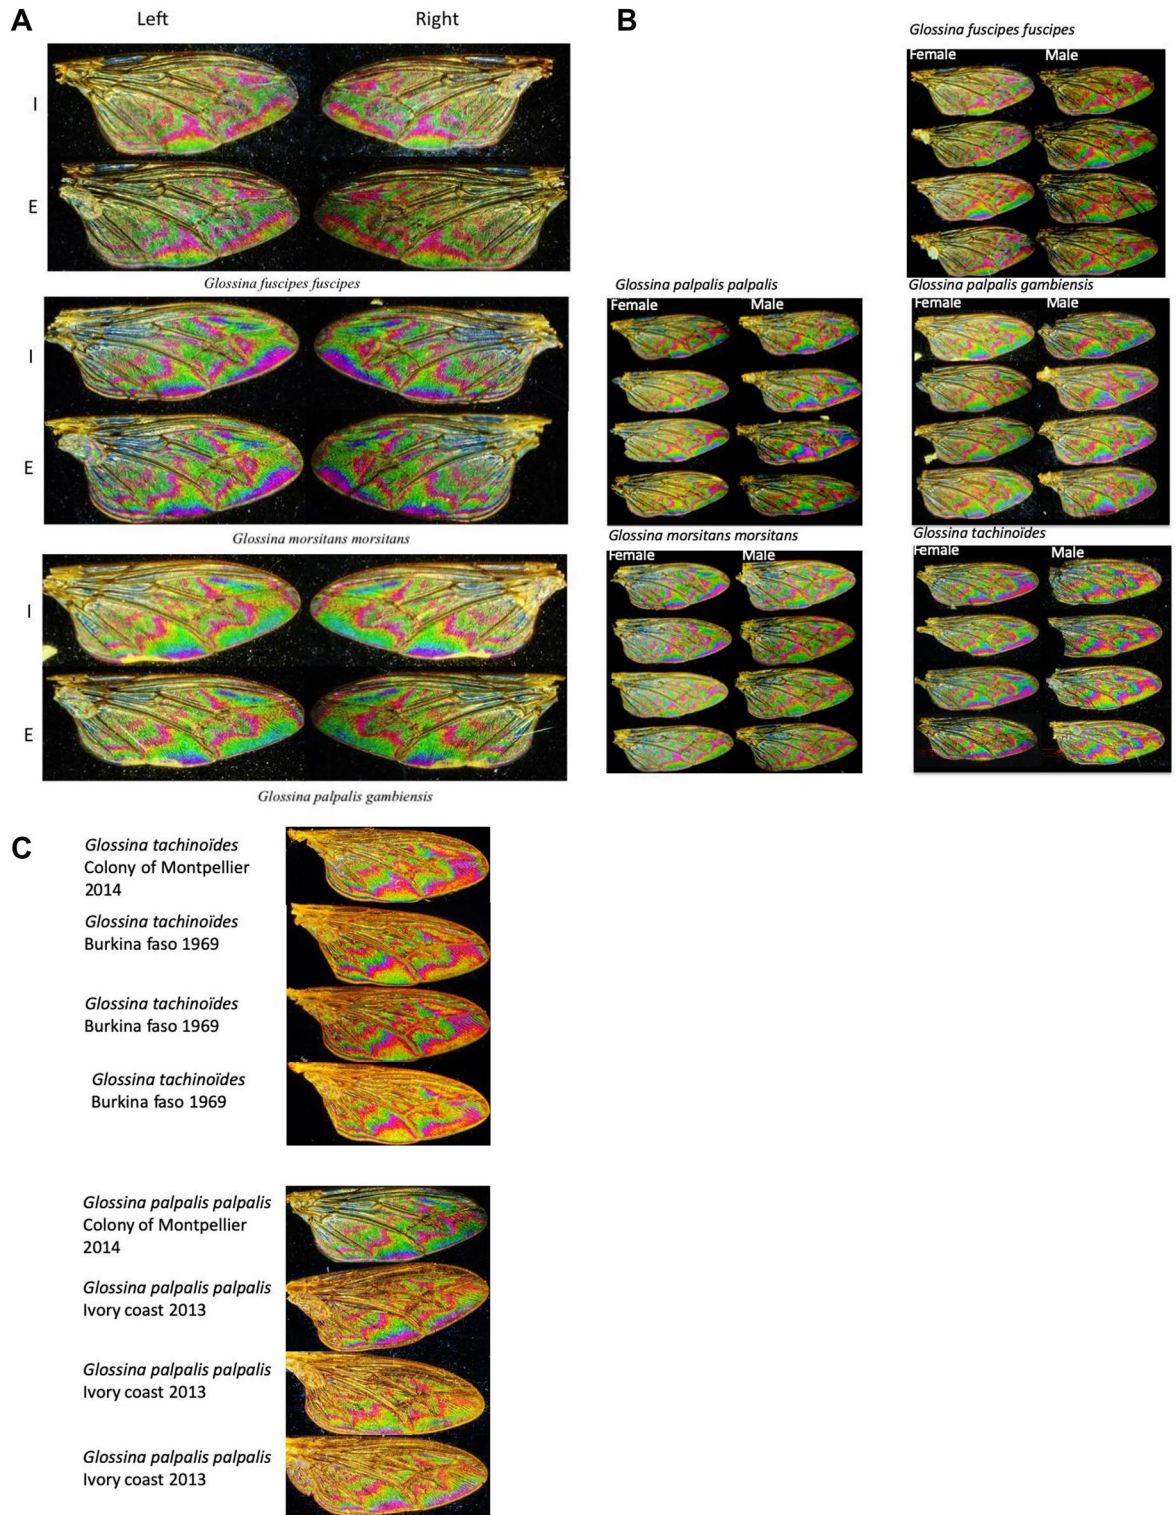 A
Left
Right
I
E
Glossina fuscipes fuscipes
I
E
Glossina morsitans morsitans
I
E
Glossina palpalis gambiensis
B
Glossina fuscipes fuscipes
Female
Male
Glossina palpalis palpalis
Female
Male
Glossina palpalis gambiensis
Female
Male
Glossina morsitans morsitans
Female
Male
Glossina tachinoïdes
Female
Male
C
Glossina tachinoïdes
Colony of Montpellier
2014
Glossina tachinoïdes
Burkina faso 1969
Glossina tachinoïdes
Burkina faso 1969
Glossina tachinoïdes
Burkina faso 1969
Glossina palpalis palpalis
Colony of Montpellier
2014
Glossina palpalis palpalis
Ivory coast 2013
Glossina palpalis palpalis
Ivory coast 2013
Glossina palpalis palpalis
Ivory coast 2013